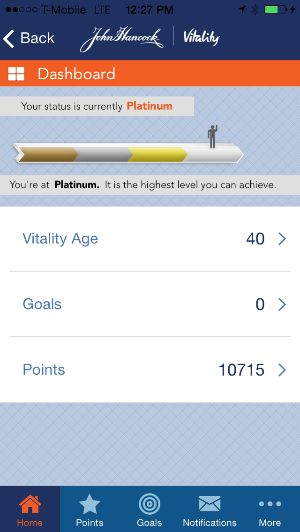 T-Mobile LTE 12:27 PM
Back John Hancock | Vitality
Dashboard
Your status is currently Platinum
You're at Platinum. It is the highest level you can achieve.
Vitality Age 40
Goals 0
Points 10715
Home Points Goals Notifications More